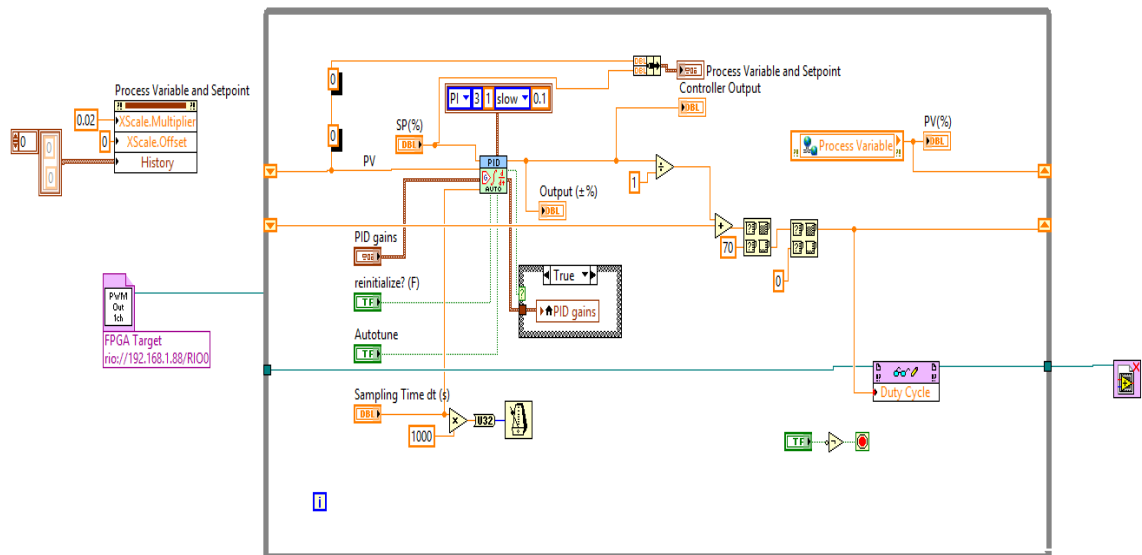 Process Variable and Setpoint
0.02
XScale.Multiplier
0
XScale.Offset
History
0
0
0
PWM
Out
1ch
FPGA Target
rio://192.168.1.88/RIO0
0
0
PV
PI
3
1
slow
0.1
SP(%)
DBL
PID
AUTO
DBL
DBL
Process Variable and Setpoint
Controller Output
DBL
1
Output (±%)
DBL
PID gains
reinitialize? (F)
TF
Autotune
TF
True
?
PID gains
Sampling Time dt (s)
DBL
1000
U32
70
0
Process Variable
PV(%)
DBL
Duty Cycle
TF
i